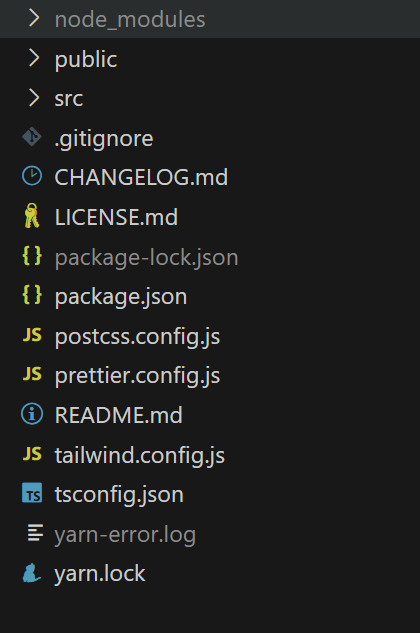 node_modules
public
src
.gitignore
CHANGELOG.md
LICENSE.md
{ } package-lock.json
{ } package.json
JS postcss.config.js
JS prettier.config.js
README.md
JS tailwind.config.js
TS tsconfig.json
yarn-error.log
yarn.lock